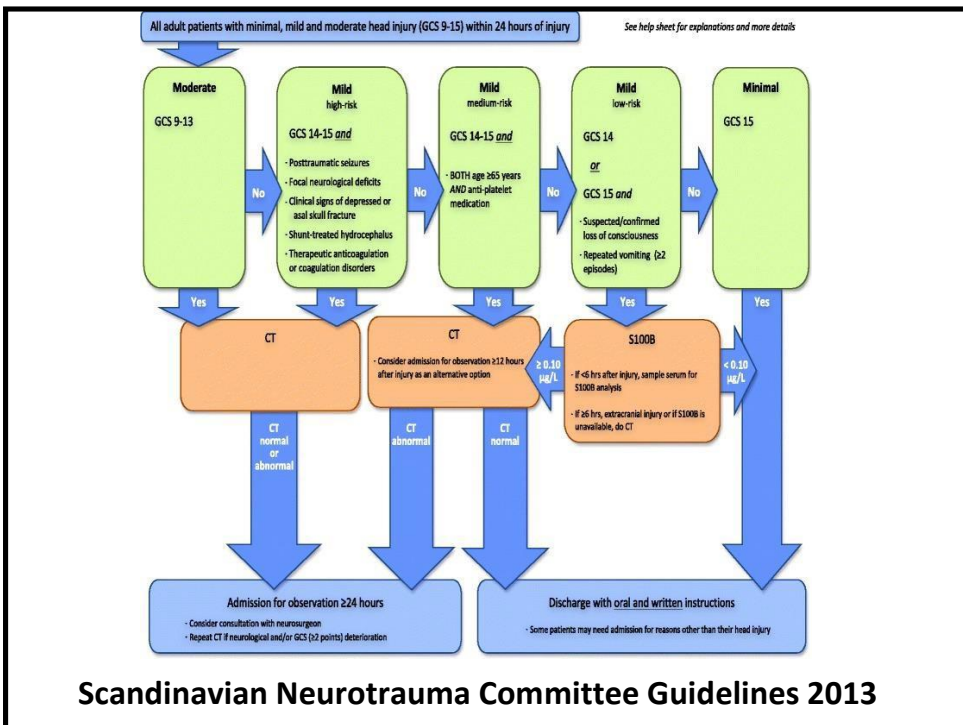 All adult patients with minimal, mild and moderate head injury (GCS 9-15) within 24 hours of injury
See help sheet for explanations and more details
Moderate
GCS 9-13
No
Mild
high-risk
GCS 14-15 and
· Posttraumatic seizures
· Focal neurological deficits
· Clinical signs of depressed or
asal skull fracture
· Shunt-treated hydrocephalus
· Therapeutic anticoagulation
or coagulation disorders
No
Mild
medium-risk
GCS 14-15 and
· BOTH age ≥65 years
AND anti-platelet
medication
No
Mild
low-risk
GCS 14
or
GCS 15 and
· Suspected/confirmed
loss of consciousness
· Repeated vomiting (≥2
episodes)
No
Minimal
GCS 15
Yes
Yes
Yes
Yes
Yes
CT
CT
· Consider admission for observation ≥12 hours
after injury as an alternative option
≥ 0.10
µg/L
S100B
· If <6 hrs after injury, sample serum for
S100B analysis
· If ≥6 hrs, extracranial injury or if S100B is
unavailable, do CT
< 0.10
µg/L
CT
normal
or
abnormal
CT
abnormal
CT
normal
Admission for observation ≥24 hours
· Consider consultation with neurosurgeon
· Repeat CT if neurological and/or GCS (≥2 points) deterioration
Discharge with oral and written instructions
· Some patients may need admission for reasons other than their head injury
Scandinavian Neurotrauma Committee Guidelines 2013